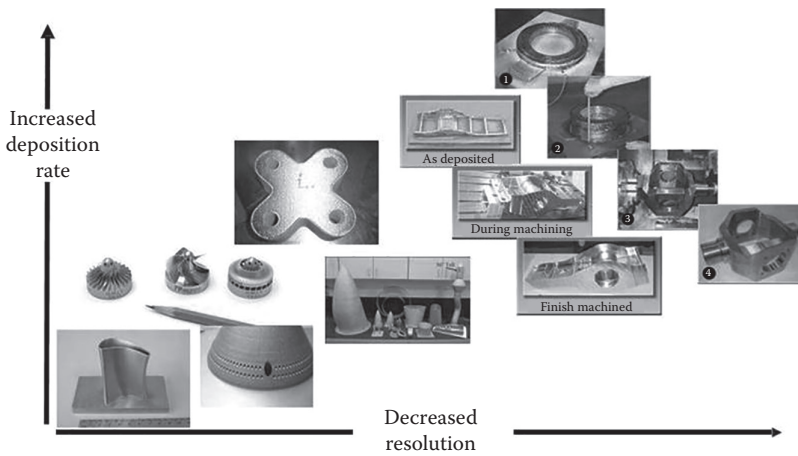 Increased
deposition
rate
1
As deposited
2
During machining
3
4
Finish machined
Decreased
resolution